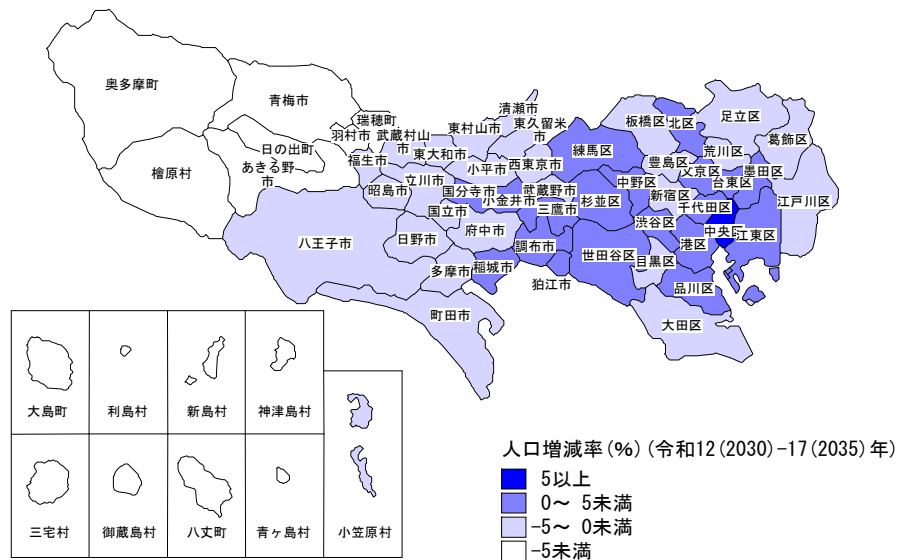 奥多摩町
青梅市
檜原村
日の出町
あきる野
市
瑞穂町
羽村市
武蔵村山
市
福生市
昭島市
東大和市
東村山市
清瀬市
東久留米
市
立川市
小平市
西東京市
国分寺市
小金井市
武蔵野市
三鷹市
国立市
府中市
日野市
八王子市
多摩市
稲城市
調布市
狛江市
町田市
練馬区
板橋区
北区
足立区
葛飾区
荒川区
豊島区
文京区
台東区
墨田区
中野区
杉並区
新宿区
千代田区
江戸川区
渋谷区
中央区
江東区
港区
世田谷区
目黒区
品川区
大田区
大島町
利島村
新島村
神津島村
三宅村
御蔵島村
八丈町
青ヶ島村
小笠原村
人口増減率(%)(令和12(2030)-17(2035)年)
5以上
0～ 5未満
-5～ 0未満
-5未満